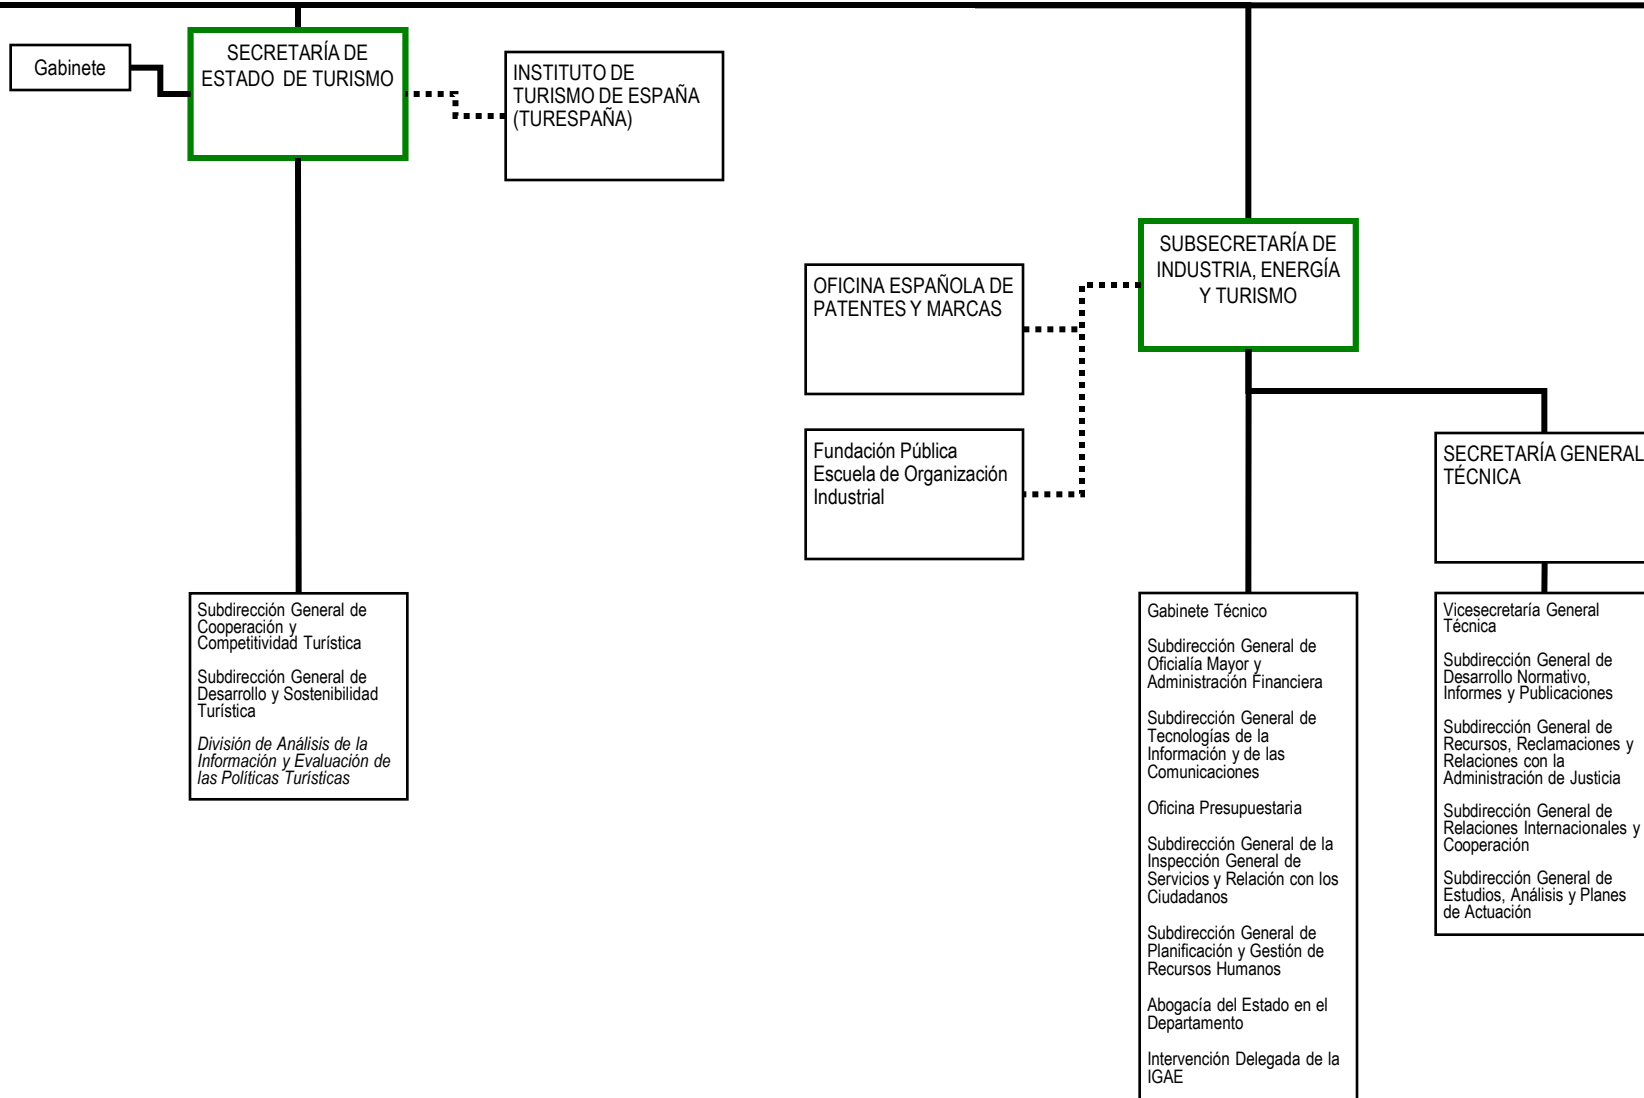 Gabinete
SECRETARÍA DE
ESTADO DE TURISMO
INSTITUTO DE
TURISMO DE ESPAÑA
(TURESPAÑA)
SUBSECRETARÍA DE
INDUSTRIA, ENERGÍA
Y TURISMO
OFICINA ESPAÑOLA DE
PATENTES Y MARCAS
Fundación Pública
Escuela de Organización
Industrial
SECRETARÍA GENERAL
TÉCNICA
Subdirección General de
Cooperación y
Competitividad Turística
Subdirección General de
Desarrollo y Sostenibilidad
Turística
División de Análisis de la
Información y Evaluación de
las Políticas Turísticas
Gabinete Técnico
Subdirección General de
Oficialía Mayor y
Administración Financiera
Subdirección General de
Tecnologías de la
Información y de las
Comunicaciones
Oficina Presupuestaria
Subdirección General de la
Inspección General de
Servicios y Relación con los
Ciudadanos
Subdirección General de
Planificación y Gestión de
Recursos Humanos
Abogacía del Estado en el
Departamento
Intervención Delegada de la
IGAE
Vicesecretaría General
Técnica
Subdirección General de
Desarrollo Normativo,
Informes y Publicaciones
Subdirección General de
Recursos, Reclamaciones y
Relaciones con la
Administración de Justicia
Subdirección General de
Relaciones Internacionales y
Cooperación
Subdirección General de
Estudios, Análisis y Planes
de Actuación